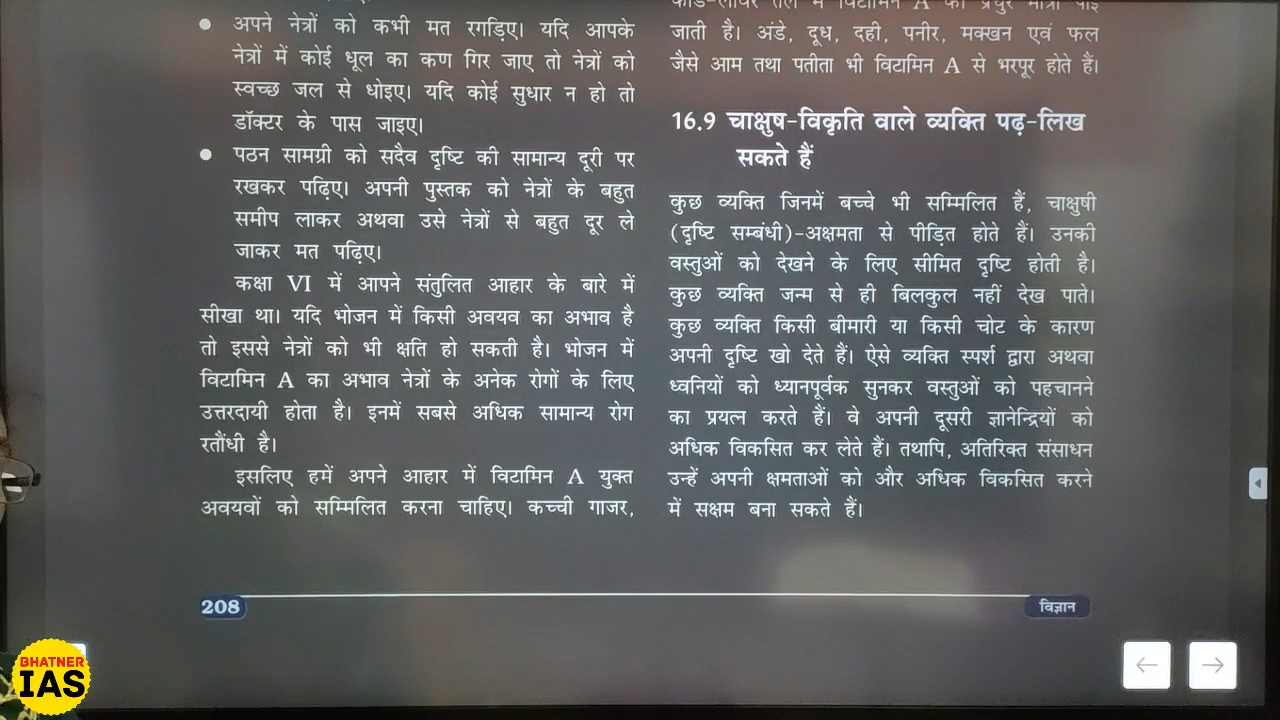 अपने नेत्रों को कभी मत रगड़िए। यदि आपके
नेत्रों में कोई धूल का कण गिर जाए तो नेत्रों को
स्वच्छ जल से धोइए। यदि कोई सुधार न हो तो
डॉक्टर के पास जाइए।
पठन सामग्री को सदैव दृष्टि की सामान्य दूरी पर
रखकर पढ़िए। अपनी पुस्तक को नेत्रों के बहुत
समीप लाकर अथवा उसे नेत्रों से बहुत दूर ले
जाकर मत पढ़िए।
कक्षा VI में आपने संतुलित आहार के बारे में
सीखा था। यदि भोजन में किसी अवयव का अभाव है
तो इससे नेत्रों को भी क्षति हो सकती है। भोजन में
विटामिन A का अभाव नेत्रों के अनेक रोगों के लिए
उत्तरदायी होता है। इनमें सबसे अधिक सामान्य रोग
रतौंधी है।
इसलिए हमें अपने आहार में विटामिन A युक्त
अवयवों को सम्मिलित करना चाहिए। कच्ची गाजर,
कॉड-लीवर तेल में विटामिन A की प्रचुर मात्रा पाई
जाती है। अंडे, दूध, दही, पनीर, मक्खन एवं फल
जैसे आम तथा पतीता भी विटामिन A से भरपूर होते हैं।
16.9 चाक्षुष-विकृति वाले व्यक्ति पढ़-लिख
सकते हैं
कुछ व्यक्ति जिनमें बच्चे भी सम्मिलित हैं, चाक्षुषी
(दृष्टि सम्बंधी)-अक्षमता से पीड़ित होते हैं। उनकी
वस्तुओं को देखने के लिए सीमित दृष्टि होती है।
कुछ व्यक्ति जन्म से ही बिलकुल नहीं देख पाते।
कुछ व्यक्ति किसी बीमारी या किसी चोट के कारण
अपनी दृष्टि खो देते हैं। ऐसे व्यक्ति स्पर्श द्वारा अथवा
ध्वनियों को ध्यानपूर्वक सुनकर वस्तुओं को पहचानने
का प्रयत्न करते हैं। वे अपनी दूसरी ज्ञानेन्द्रियों को
अधिक विकसित कर लेते हैं। तथापि, अतिरिक्त संसाधन
उन्हें अपनी क्षमताओं को और अधिक विकसित करने
में सक्षम बना सकते हैं।
208
विज्ञान
BHATNER
IAS